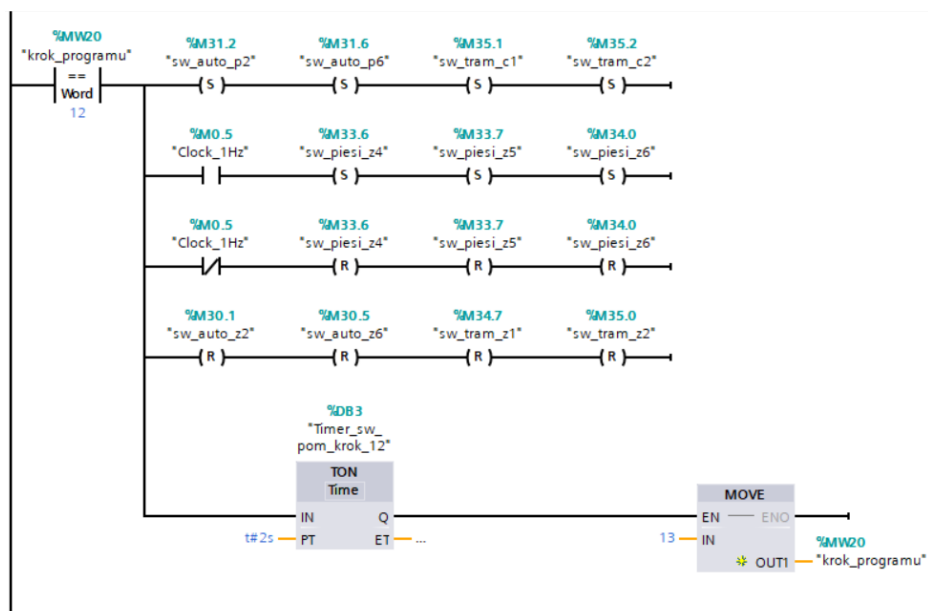 %MW20
"krok_programu"
==
Word
12
%M31.2 %M31.6 %M35.1 %M35.2
"sw_auto_p2" "sw_auto_p6" "sw_tram_c1" "sw_tram_c2"
S S S S
%M0.5 %M33.6 %M33.7 %M34.0
"Clock_1Hz" "sw_piesi_z4" "sw_piesi_z5" "sw_piesi_z6"
S S S
%M0.5 %M33.6 %M33.7 %M34.0
"Clock_1Hz" "sw_piesi_z4" "sw_piesi_z5" "sw_piesi_z6"
R R R
%M30.1 %M30.5 %M34.7 %M35.0
"sw_auto_z2" "sw_auto_z6" "sw_tram_z1" "sw_tram_z2"
R R R R
%DB3
"Timer_sw_
pom_krok_12"
TON
Time
IN Q
t#2s PT ET ...
MOVE
EN ENO
13 IN
OUT1
%MW20
"krok_programu"